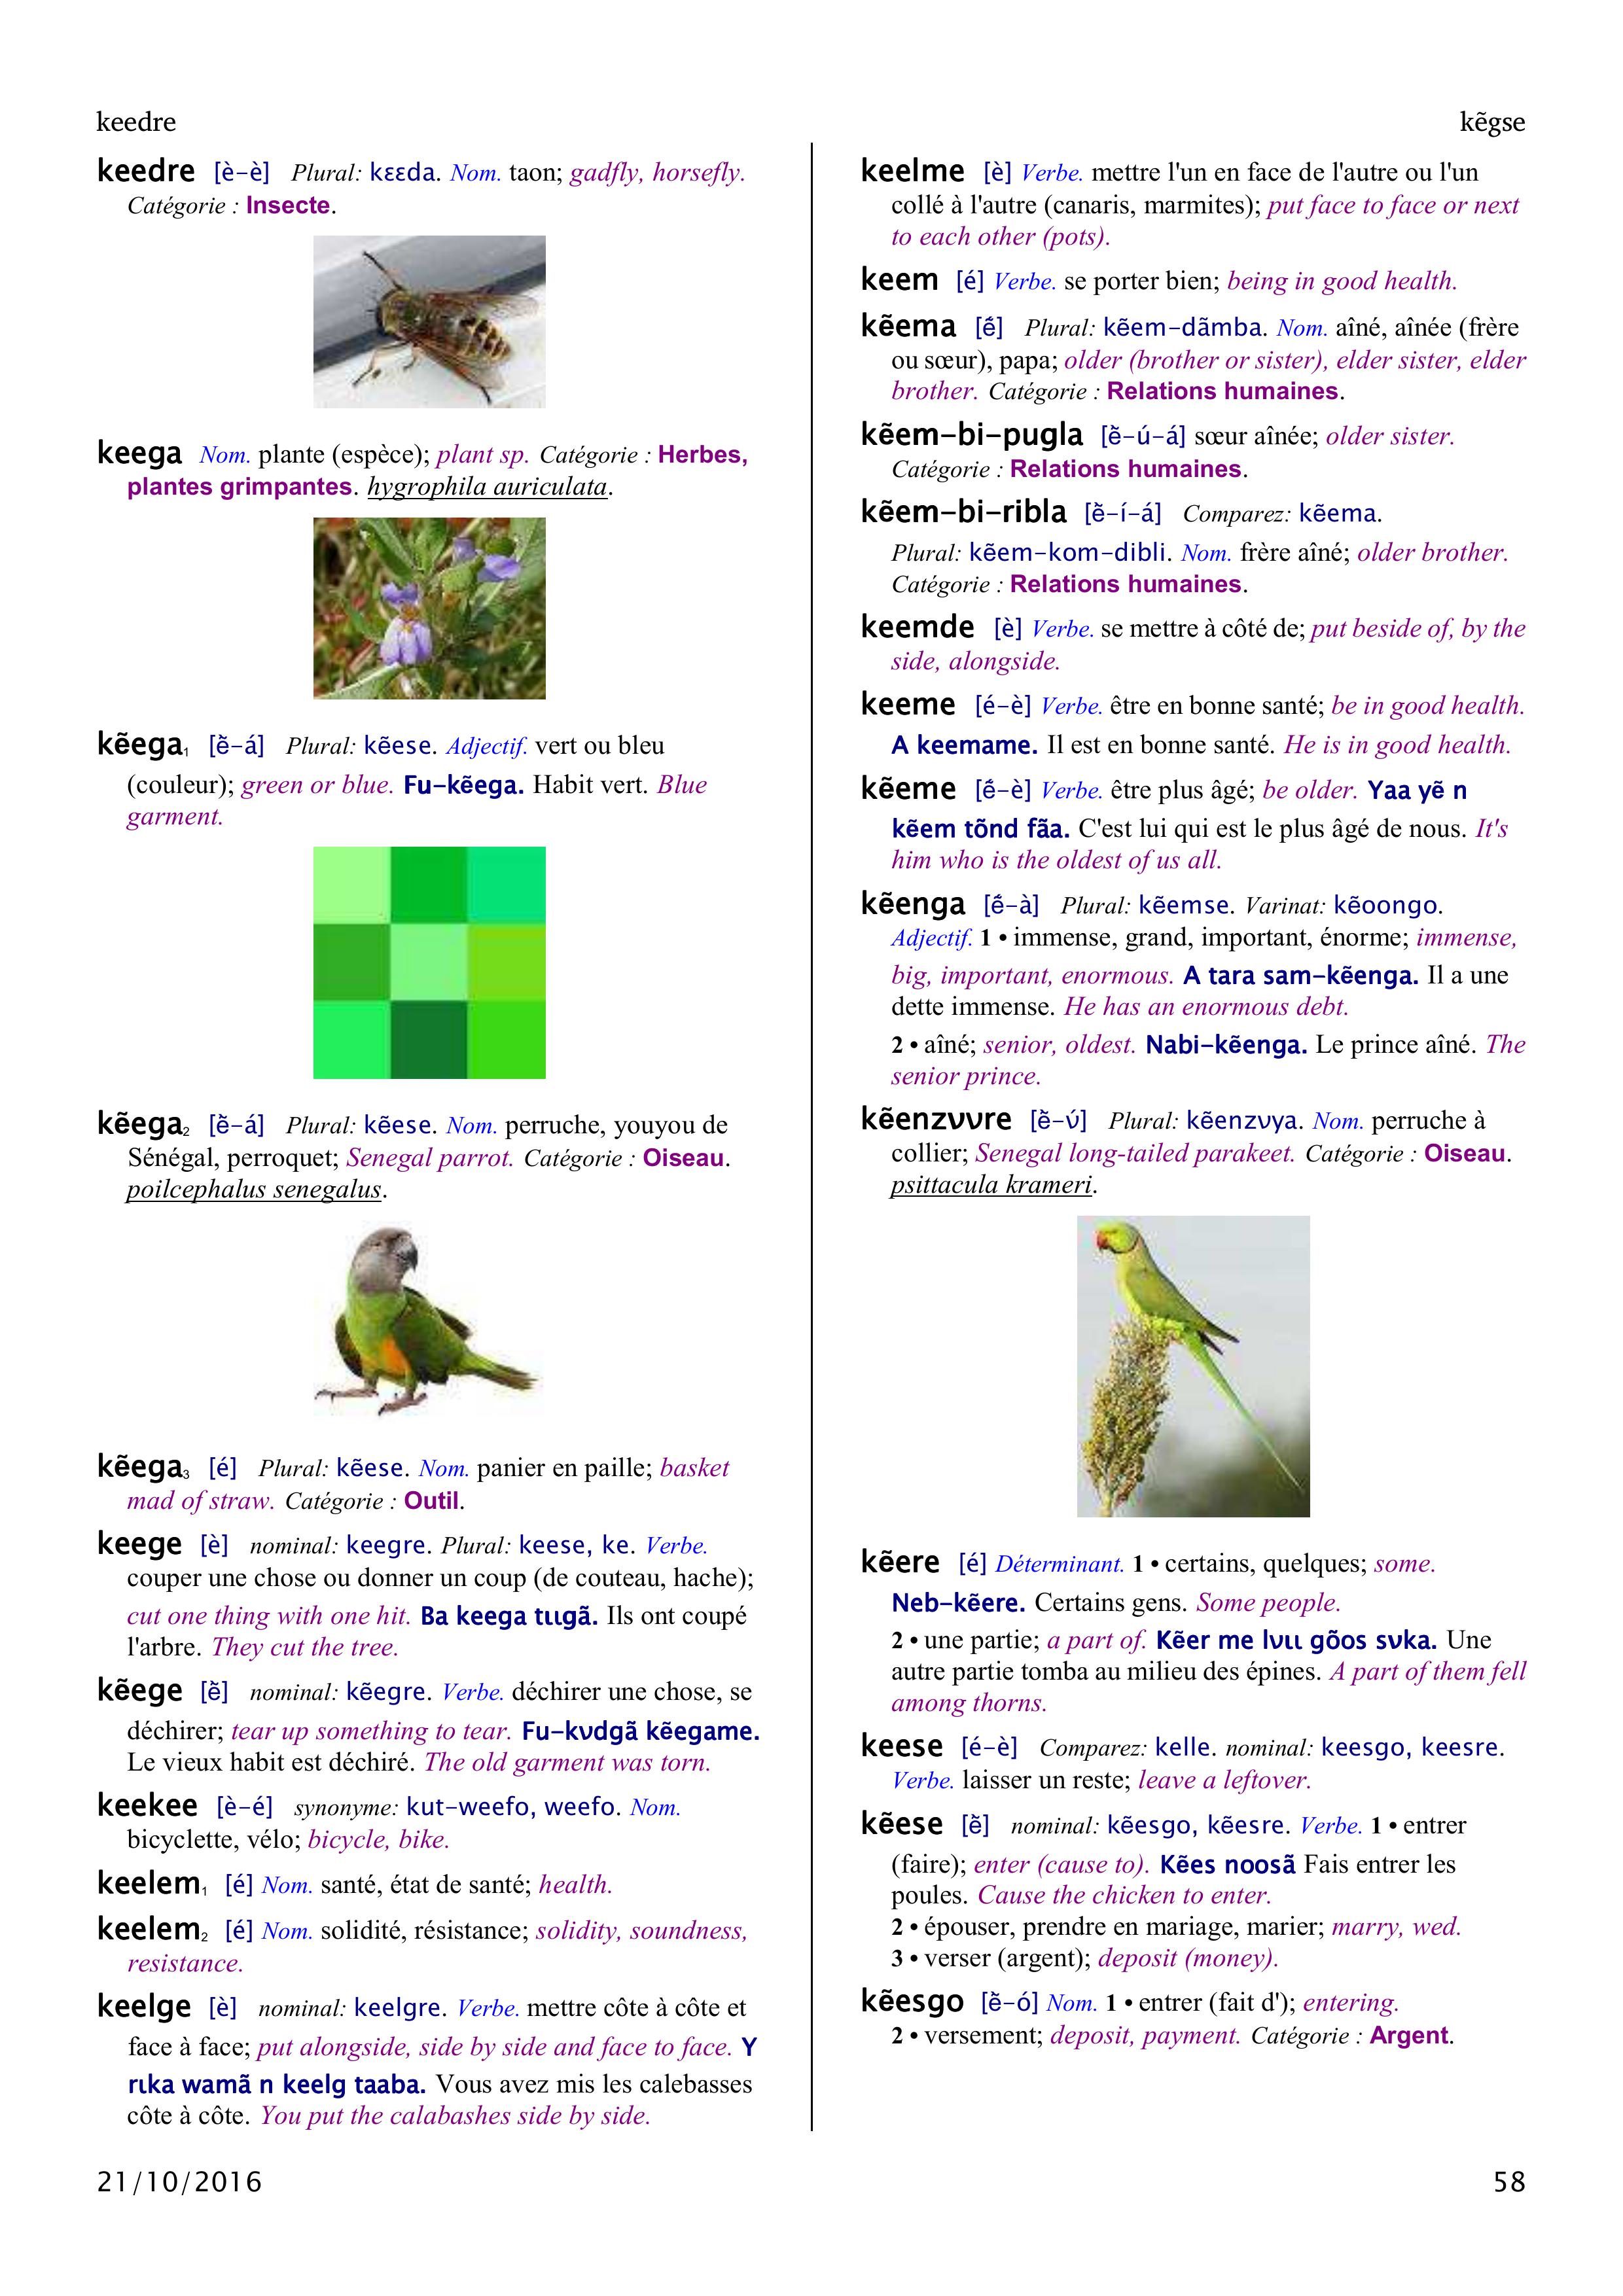 keedre
kẽgse
keedre [è-è] Plural: kɛɛda. Nom. taon; gadfly, horsefly.
Catégorie : Insecte.
keega Nom. plante (espèce); plant sp. Catégorie : Herbes,
plantes grimpantes. hygrophila auriculata.
kẽega₁ [ẽ̀-á] Plural: kẽese. Adjectif. vert ou bleu
(couleur); green or blue. Fu-kẽega. Habit vert. Blue
garment.
kẽega₂ [ẽ̀-á] Plural: kẽese. Nom. perruche, youyou de
Sénégal, perroquet; Senegal parrot. Catégorie : Oiseau.
poilcephalus senegalus.
kẽega₃ [é] Plural: kẽese. Nom. panier en paille; basket
mad of straw. Catégorie : Outil.
keege [è] nominal: keegre. Plural: keese, ke. Verbe.
couper une chose ou donner un coup (de couteau, hache);
cut one thing with one hit. Ba keega tɩɩgã. Ils ont coupé
l'arbre. They cut the tree.
kẽege [ẽ̀] nominal: kẽegre. Verbe. déchirer une chose, se
déchirer; tear up something to tear. Fu-kʋdgã kẽegame.
Le vieux habit est déchiré. The old garment was torn.
keekee [è-é] synonyme: kut-weefo, weefo. Nom.
bicyclette, vélo; bicycle, bike.
keelem₁ [é] Nom. santé, état de santé; health.
keelem₂ [é] Nom. solidité, résistance; solidity, soundness,
resistance.
keelge [è] nominal: keelgre. Verbe. mettre côte à côte et
face à face; put alongside, side by side and face to face. Y
rɩka wamã n keelg taaba. Vous avez mis les calebasses
côte à côte. You put the calabashes side by side.
keelme [è] Verbe. mettre l'un en face de l'autre ou l'un
collé à l'autre (canaris, marmites); put face to face or next
to each other (pots).
keem [é] Verbe. se porter bien; being in good health.
kẽema [ẽ́] Plural: kẽem-dãmba. Nom. aîné, aînée (frère
ou sœur), papa; older (brother or sister), elder sister, elder
brother. Catégorie : Relations humaines.
kẽem-bi-pugla [ẽ̀-ú-á] sœur aînée; older sister.
Catégorie : Relations humaines.
kẽem-bi-ribla [ẽ̀-í-á] Comparez: kẽema.
Plural: kẽem-kom-dibli. Nom. frère aîné; older brother.
Catégorie : Relations humaines.
keemde [è] Verbe. se mettre à côté de; put beside of, by the
side, alongside.
keeme [é-è] Verbe. être en bonne santé; be in good health.
A keemame. Il est en bonne santé. He is in good health.
kẽeme [ẽ́-è] Verbe. être plus âgé; be older. Yaa yẽ n
kẽem tõnd fãa. C'est lui qui est le plus âgé de nous. It's
him who is the oldest of us all.
kẽenga [ẽ́-à] Plural: kẽemse. Varinat: kẽoongo.
Adjectif. 1 • immense, grand, important, énorme; immense,
big, important, enormous. A tara sam-kẽenga. Il a une
dette immense. He has an enormous debt.
2 • aîné; senior, oldest. Nabi-kẽenga. Le prince aîné. The
senior prince.
kẽenzʋʋre [ẽ̀-ʋ́] Plural: kẽenzʋya. Nom. perruche à
collier; Senegal long-tailed parakeet. Catégorie : Oiseau.
psittacula krameri.
kẽere [é] Déterminant. 1 • certains, quelques; some.
Neb-kẽere. Certains gens. Some people.
2 • une partie; a part of. Kẽer me lʋɩɩ gõos sʋka. Une
autre partie tomba au milieu des épines. A part of them fell
among thorns.
keese [é-è] Comparez: kelle. nominal: keesgo, keesre.
Verbe. laisser un reste; leave a leftover.
kẽese [ẽ̀] nominal: kẽesgo, kẽesre. Verbe. 1 • entrer
(faire); enter (cause to). Kẽes noosã Fais entrer les
poules. Cause the chicken to enter.
2 • épouser, prendre en mariage, marier; marry, wed.
3 • verser (argent); deposit (money).
kẽesgo [ẽ̀-ó] Nom. 1 • entrer (fait d'); entering.
2 • versement; deposit, payment. Catégorie : Argent.
21/10/2016
58